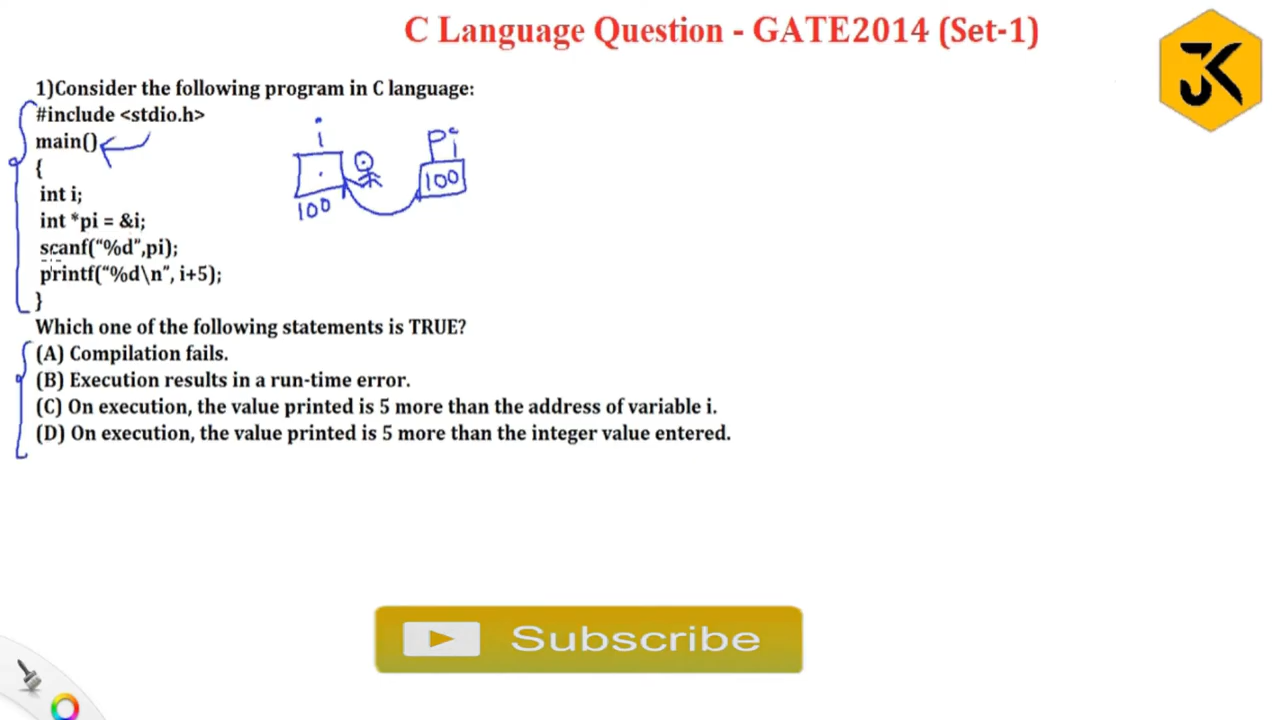 C Language Question - GATE2014 (Set-1)
JK
1)Consider the following program in C language:
#include <stdio.h>
main()
{
int i;
int *pi = &i;
scanf("%d",pi);
printf("%d\n", i+5);
}
i
Pi
100
100
Which one of the following statements is TRUE?
(A) Compilation fails.
(B) Execution results in a run-time error.
(C) On execution, the value printed is 5 more than the address of variable i.
(D) On execution, the value printed is 5 more than the integer value entered.
Subscribe